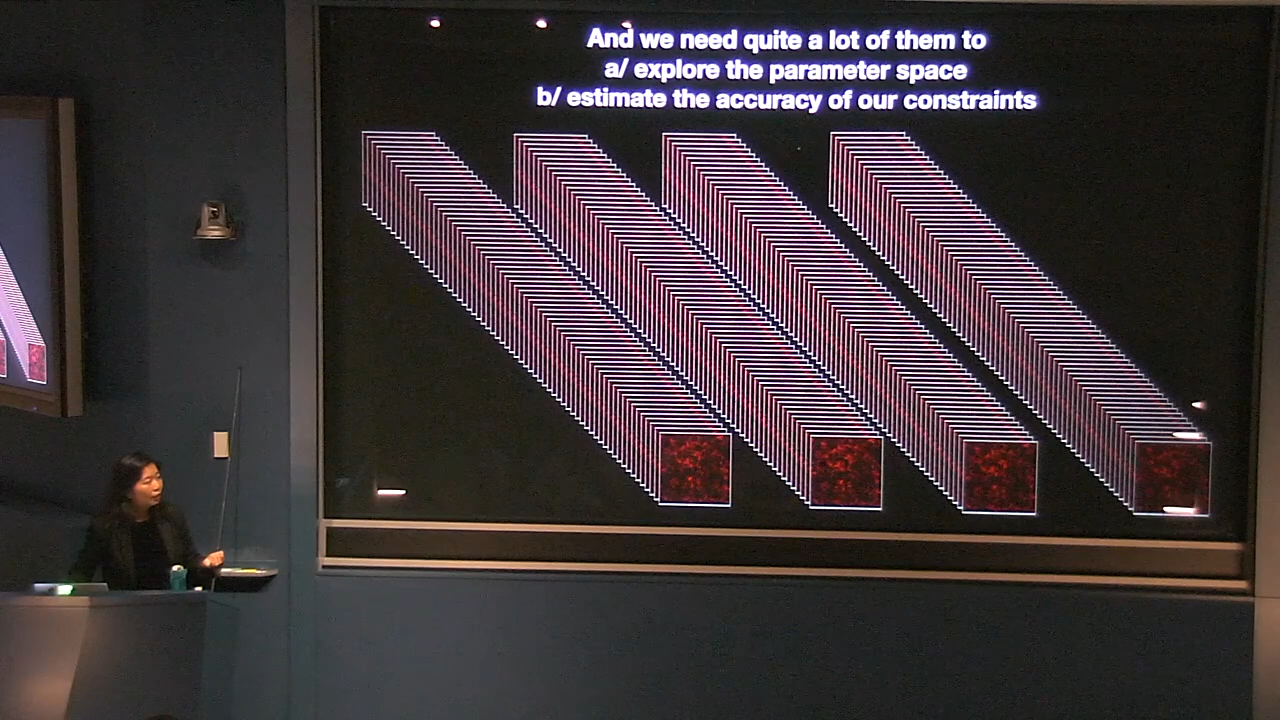 And we need quite a lot of them to
a/ explore the parameter space
b/ estimate the accuracy of our constraints